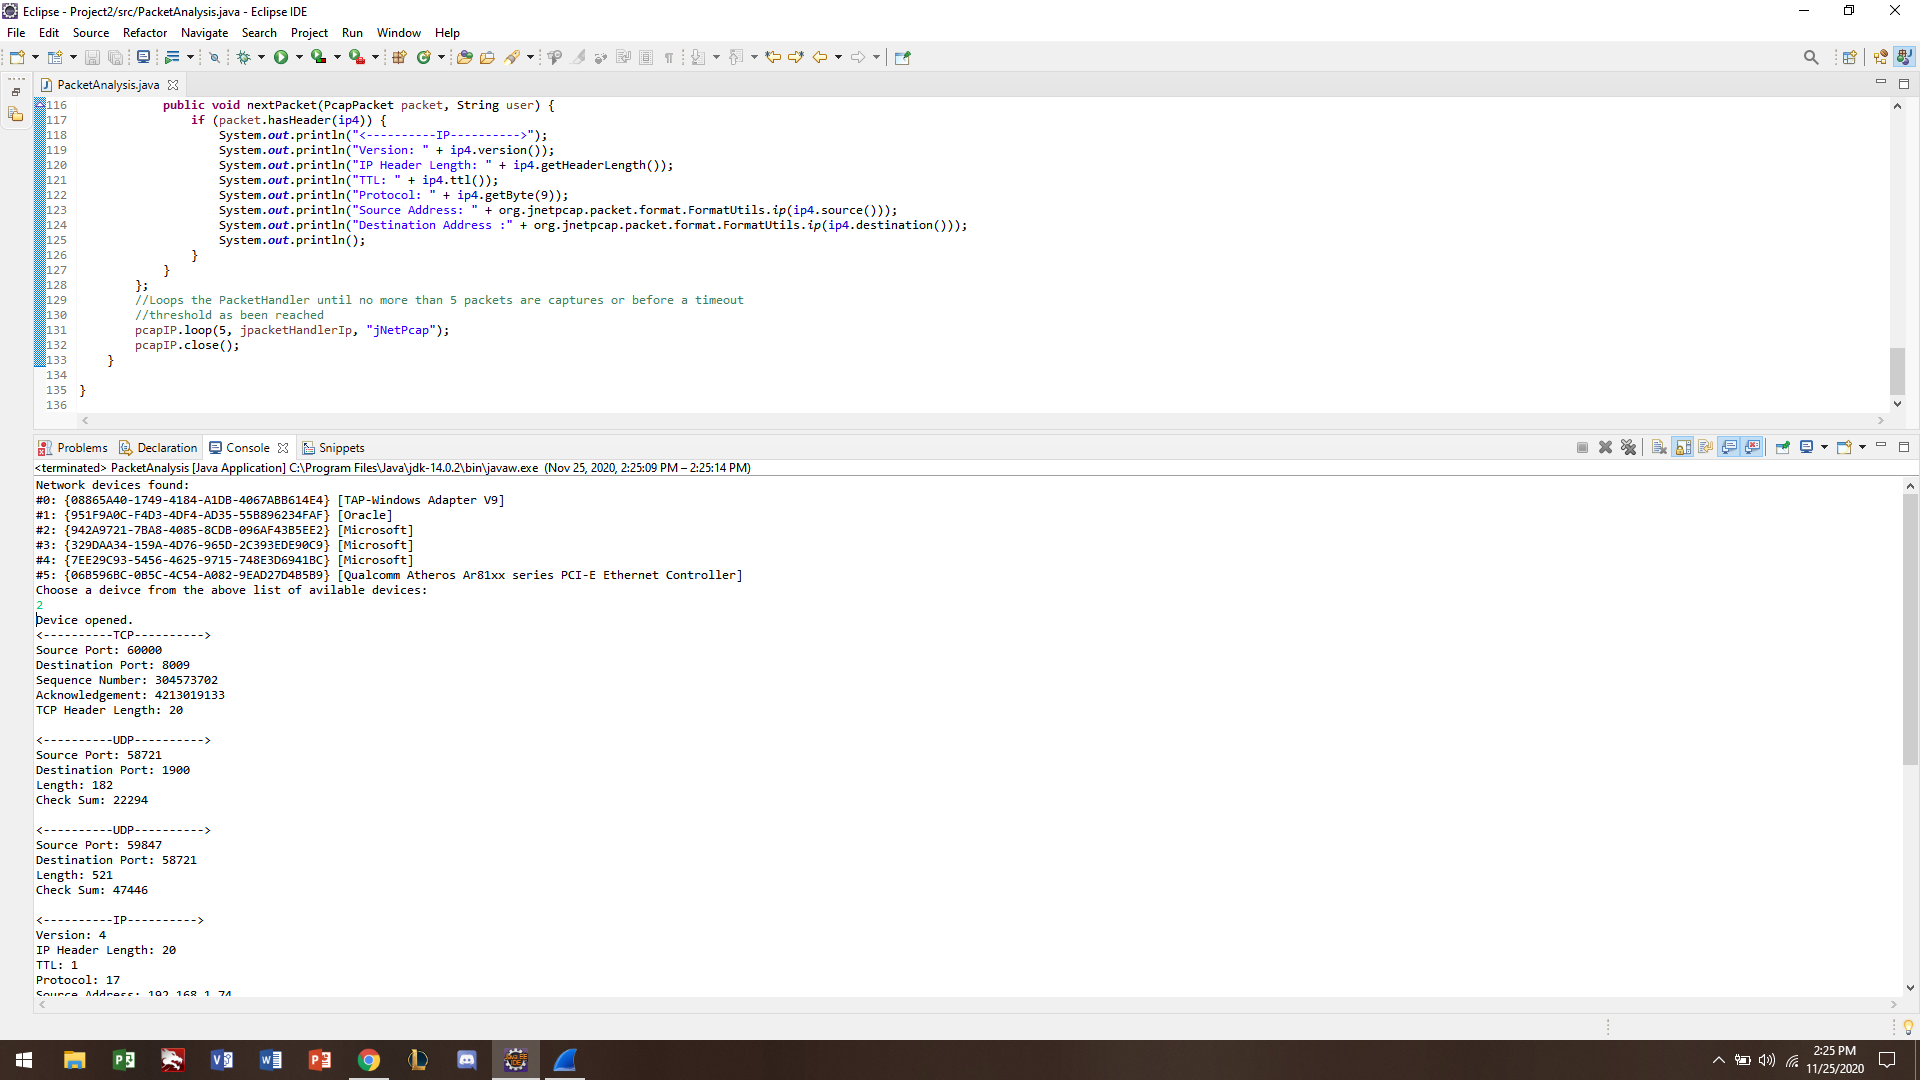 Eclipse - Project2/src/PacketAnalysis.java - Eclipse IDE
File Edit Source Refactor Navigate Search Project Run Window Help
PacketAnalysis.java
116 public void nextPacket(PcapPacket packet, String user) {
117 if (packet.hasHeader(ip4)) {
118 System.out.println("<----------IP---------->");
119 System.out.println("Version: " + ip4.version());
120 System.out.println("IP Header Length: " + ip4.getHeaderLength());
121 System.out.println("TTL: " + ip4.ttl());
122 System.out.println("Protocol: " + ip4.getByte(9));
123 System.out.println("Source Address: " + org.jnetpcap.packet.format.FormatUtils.ip(ip4.source()));
124 System.out.println("Destination Address :" + org.jnetpcap.packet.format.FormatUtils.ip(ip4.destination()));
125 System.out.println();
126 }
127 }
128 };
129 //Loops the PacketHandler until no more than 5 packets are captures or before a timeout
130 //threshold as been reached
131 pcapIP.loop(5, jpacketHandlerIp, "jNetPcap");
132 pcapIP.close();
133 }
134
135 }
136
Problems Declaration Console Snippets
<terminated> PacketAnalysis [Java Application] C:\Program Files\Java\jdk-14.0.2\bin\javaw.exe (Nov 25, 2020, 2:25:09 PM – 2:25:14 PM)
Network devices found:
#0: {08865A40-1749-4184-A1DB-4067ABB614E4} [TAP-Windows Adapter V9]
#1: {951F9A0C-F4D3-4DF4-AD35-55B896234FAF} [Oracle]
#2: {942A9721-7BA8-4085-8CDB-096AF43B5EE2} [Microsoft]
#3: {329DAA34-159A-4D76-965D-2C393EDE90C9} [Microsoft]
#4: {7EE29C93-5456-4625-9715-748E3D6941BC} [Microsoft]
#5: {06B596BC-0B5C-4C54-A082-9EAD27D4B5B9} [Qualcomm Atheros Ar81xx series PCI-E Ethernet Controller]
Choose a deivce from the above list of avilable devices:
2
Device opened.
<----------TCP---------->
Source Port: 60000
Destination Port: 8009
Sequence Number: 304573702
Acknowledgement: 4213019133
TCP Header Length: 20
<----------UDP---------->
Source Port: 58721
Destination Port: 1900
Length: 182
Check Sum: 22294
<----------UDP---------->
Source Port: 59847
Destination Port: 58721
Length: 521
Check Sum: 47446
<----------IP---------->
Version: 4
IP Header Length: 20
TTL: 1
Protocol: 17
Source Address: 192.168.1.74
2:25 PM
11/25/2020